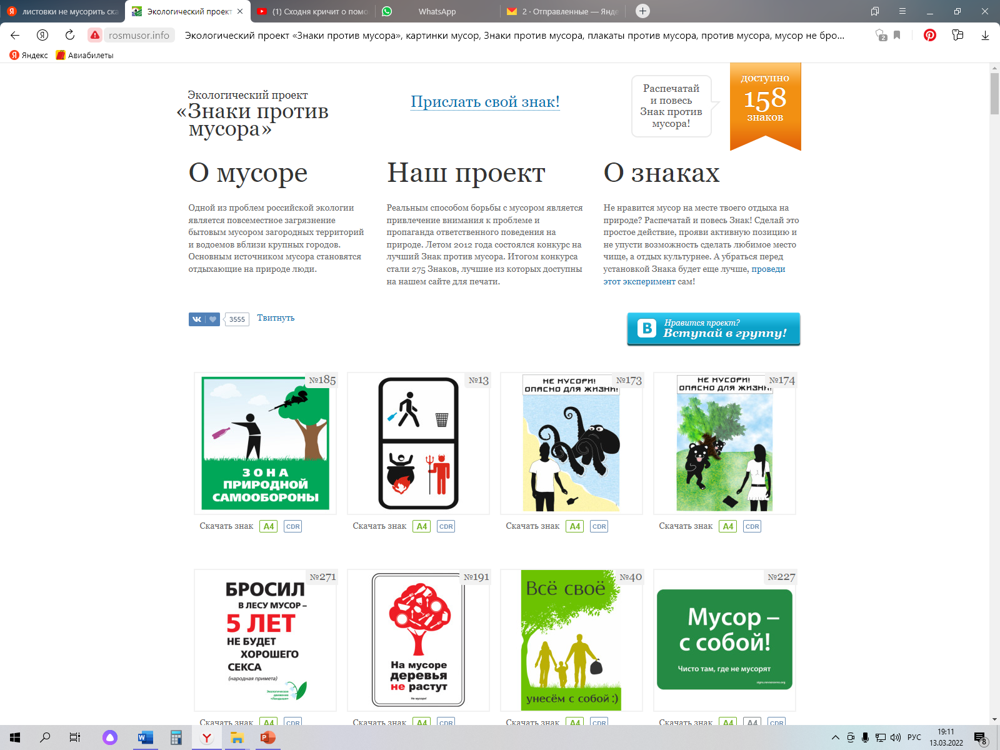 листовки не мусорить ска
Экологический проект
(1) Сходня кричит о помо
WhatsApp
2 · Отправленные — Янде
rosmusor.info
Экологический проект «Знаки против мусора», картинки мусор, Знаки против мусора, плакаты против мусора, против мусора, мусор не бро...
2
Яндекс
Авиабилеты
Экологический проект
«Знаки против
мусора»
Прислать свой знак!
Распечатай
и повесь
Знак против
мусора!
доступно
158
знаков
О мусоре
Одной из проблем российской экологии
является повсеместное загрязнение
бытовым мусором загородных территорий
и водоемов вблизи крупных городов.
Основным источником мусора становятся
отдыхающие на природе люди.
Наш проект
Реальным способом борьбы с мусором является
привлечение внимания к проблеме и
пропаганда ответственного поведения на
природе. Летом 2012 года состоялся конкурс на
лучший Знак против мусора. Итогом конкурса
стали 275 Знаков, лучшие из которых доступны
на нашем сайте для печати.
О знаках
Не нравится мусор на месте твоего отдыха на
природе? Распечатай и повесь Знак! Сделай это
простое действие, прояви активную позицию и
не упусти возможность сделать любимое место
чище, а отдых культурнее. А убраться перед
установкой Знака будет еще лучше, проведи
этот эксперимент сам!
3555
Твитнуть
В
Нравится проект?
Вступай в группу!
№185
ЗОНА
ПРИРОДНОЙ
САМООБОРОНЫ
Скачать знак A4 CDR
№13
Скачать знак A4 CDR
№173
НЕ МУСОРИ!
ОПАСНО ДЛЯ ЖИЗНИ!
Скачать знак A4 CDR
№174
НЕ МУСОРИ!
ОПАСНО ДЛЯ ЖИЗНИ!
Скачать знак A4 CDR
№271
БРОСИЛ
В ЛЕСУ МУСОР –
5 ЛЕТ
НЕ БУДЕТ
ХОРОШЕГО
СЕКСА
(народная примета)
Экологическое
движение
«Ландыш»
Скачать знак A4 CDR
№191
На мусоре
деревья
не растут
Не мусори!
Скачать знак A4 CDR
№40
Всё своё
унесём с собой :)
Скачать знак A4 CDR
№227
Мусор –
с собой!
Чисто там, где не мусорят
Скачать знак A4 A4 CDR
РУС
19:11
13.03.2022
8